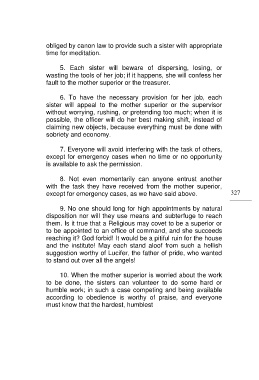 obliged by canon law to provide such a sister with appropriate
time for meditation.
5. Each sister will beware of dispersing, losing, or
wasting the tools of her job; if it happens, she will confess her
fault to the mother superior or the treasurer.
6. To have the necessary provision for her job, each
sister will appeal to the mother superior or the supervisor
without worrying, rushing, or pretending too much; when it is
possible, the officer will do her best making shift, instead of
claiming new objects, because everything must be done with
sobriety and economy.
7. Everyone will avoid interfering with the task of others,
except for emergency cases when no time or no opportunity
is available to ask the permission.
8. Not even momentarily can anyone entrust another
with the task they have received from the mother superior,
except for emergency cases, as we have said above.
327
9. No one should long for high appointments by natural
disposition nor will they use means and subterfuge to reach
them. Is it true that a Religious may covet to be a superior or
to be appointed to an office of command, and she succeeds
reaching it? God forbid! It would be a pitiful ruin for the house
and the institute! May each stand aloof from such a hellish
suggestion worthy of Lucifer, the father of pride, who wanted
to stand out over all the angels!
10. When the mother superior is worried about the work
to be done, the sisters can volunteer to do some hard or
humble work; in such a case competing and being available
according to obedience is worthy of praise, and everyone
must know that the hardest, humblest